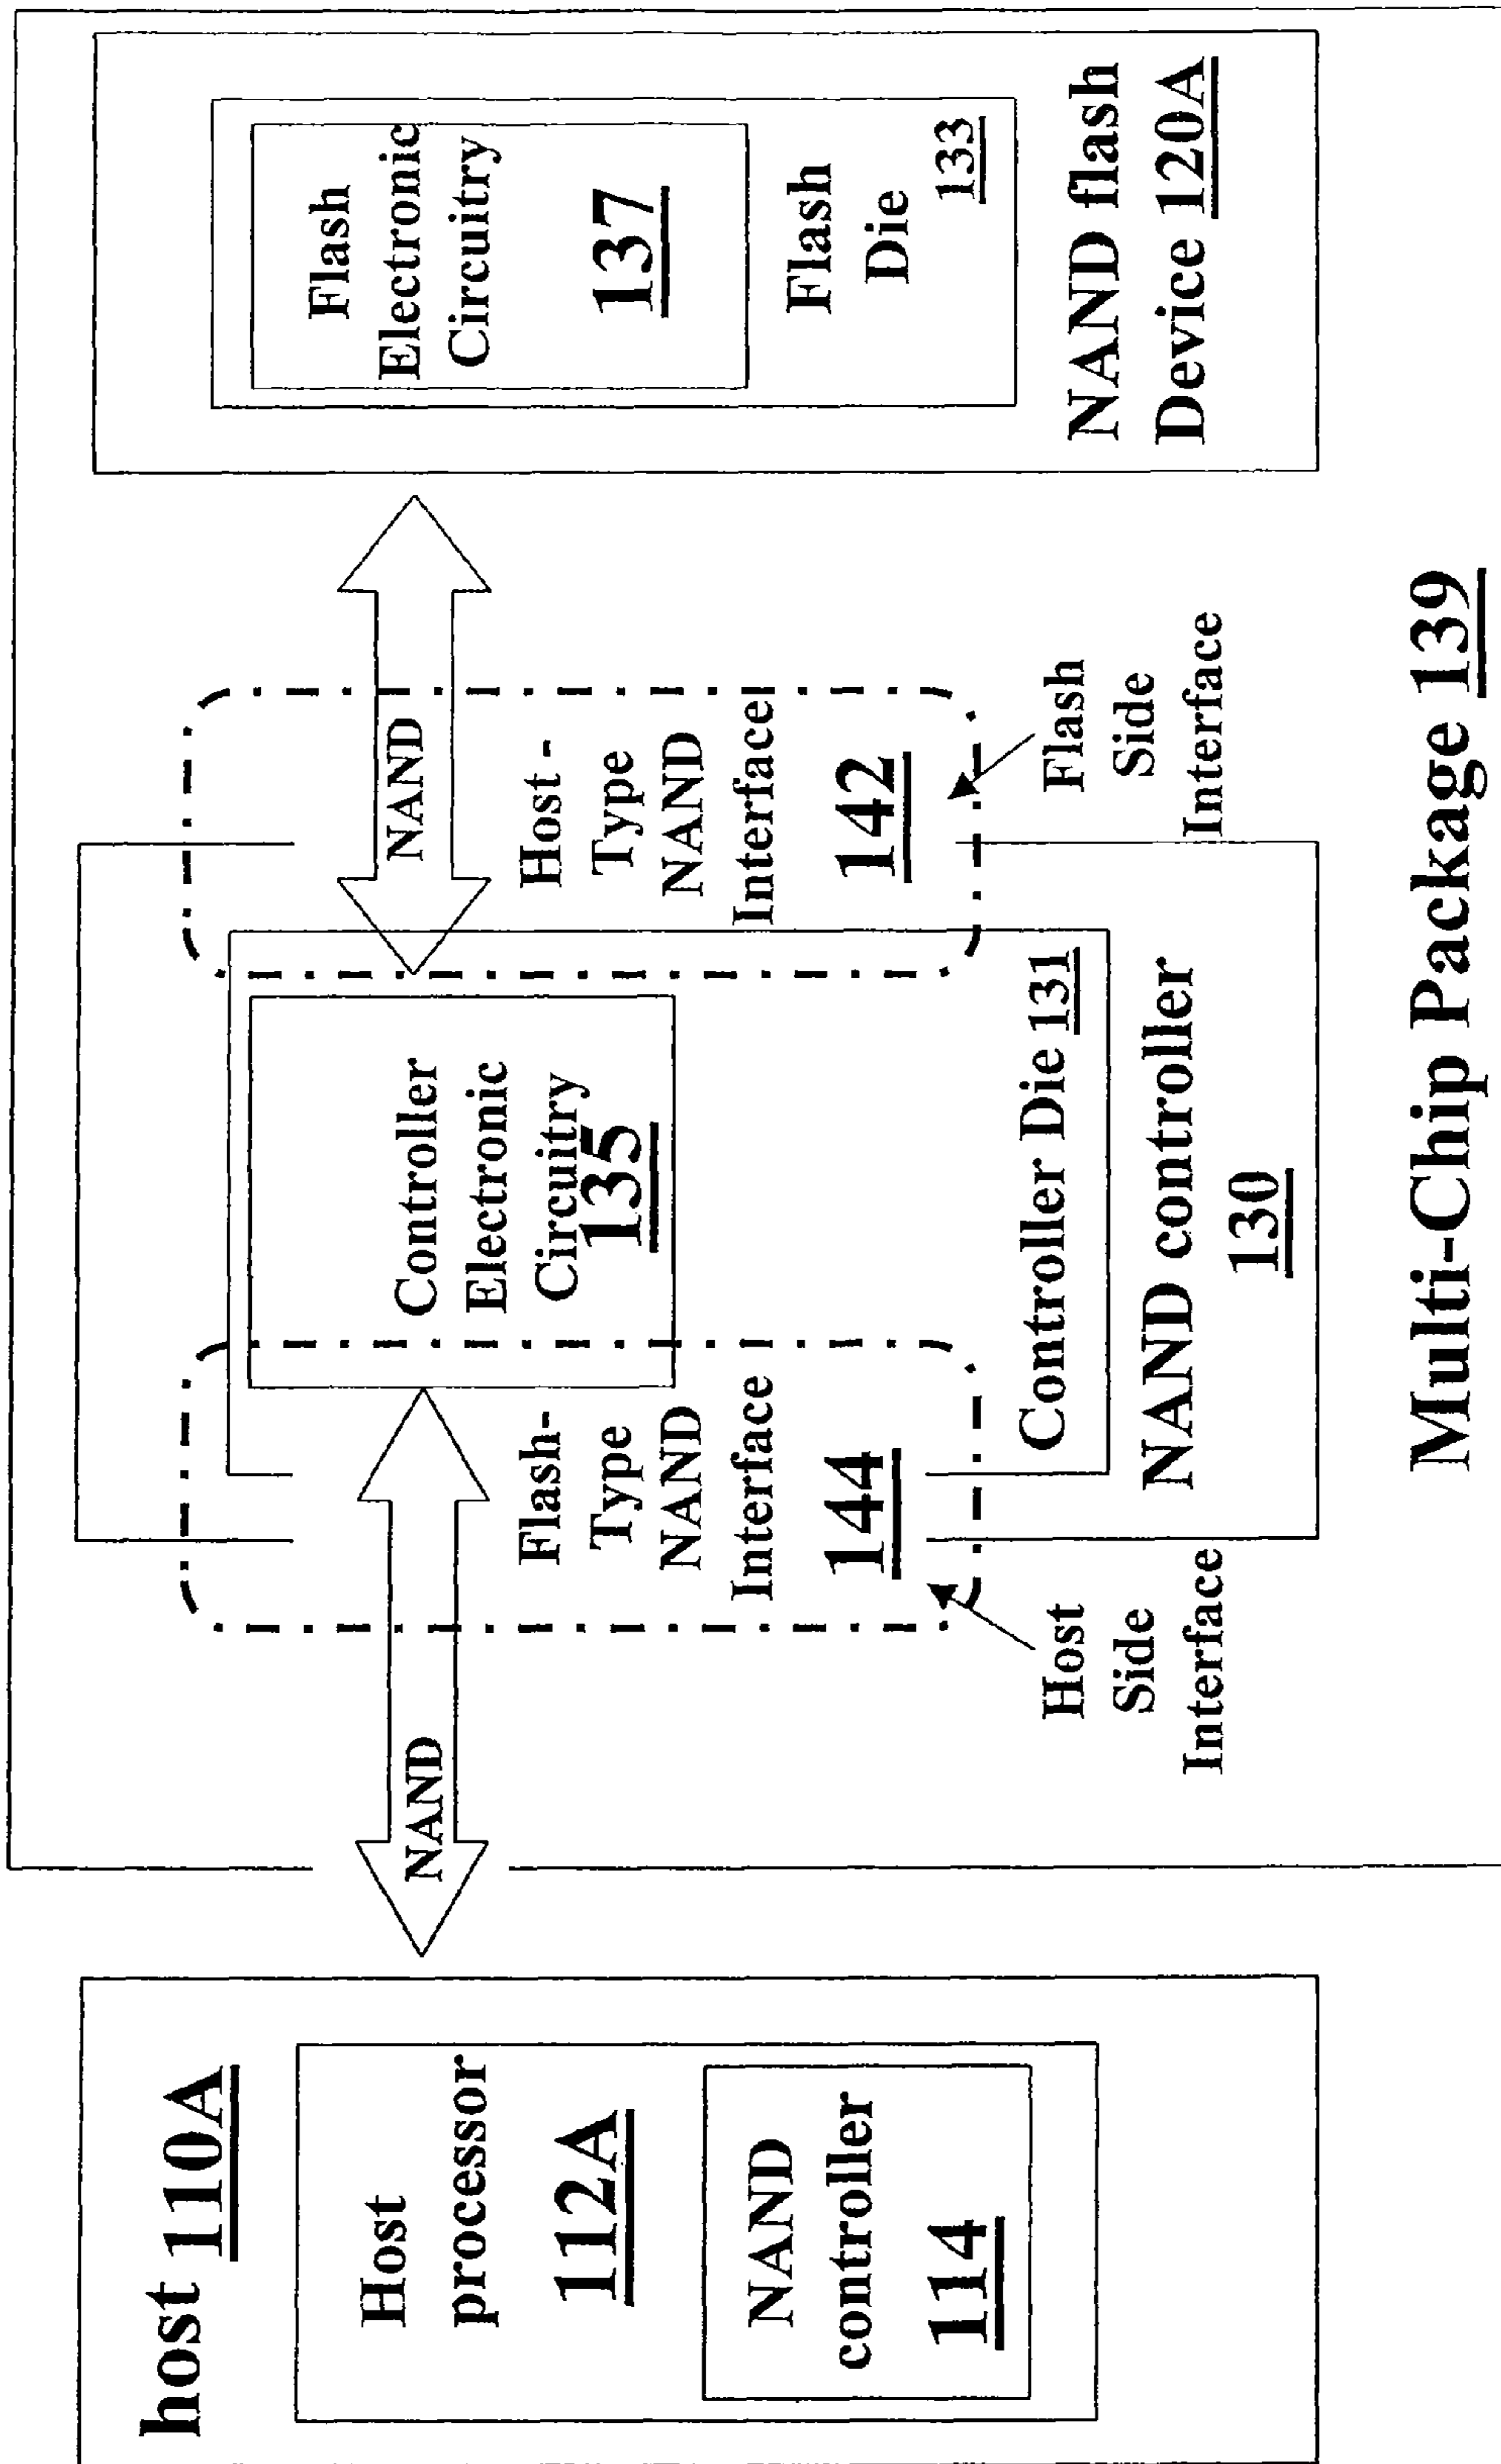 host 110A
Host
processor
112A
NAND
controller
114
NAND
Flash-
Type
NAND
Interface
144
Host
Side
Interface
Controller
Electronic
Circuitry
135
Controller Die 131
NAND controller
130
NAND
Host -
Type
NAND
Interface
142
Flash
Side
Interface
Flash
Electronic
Circuitry
137
Flash
Die
133
NAND flash
Device 120A
Multi-Chip Package 139